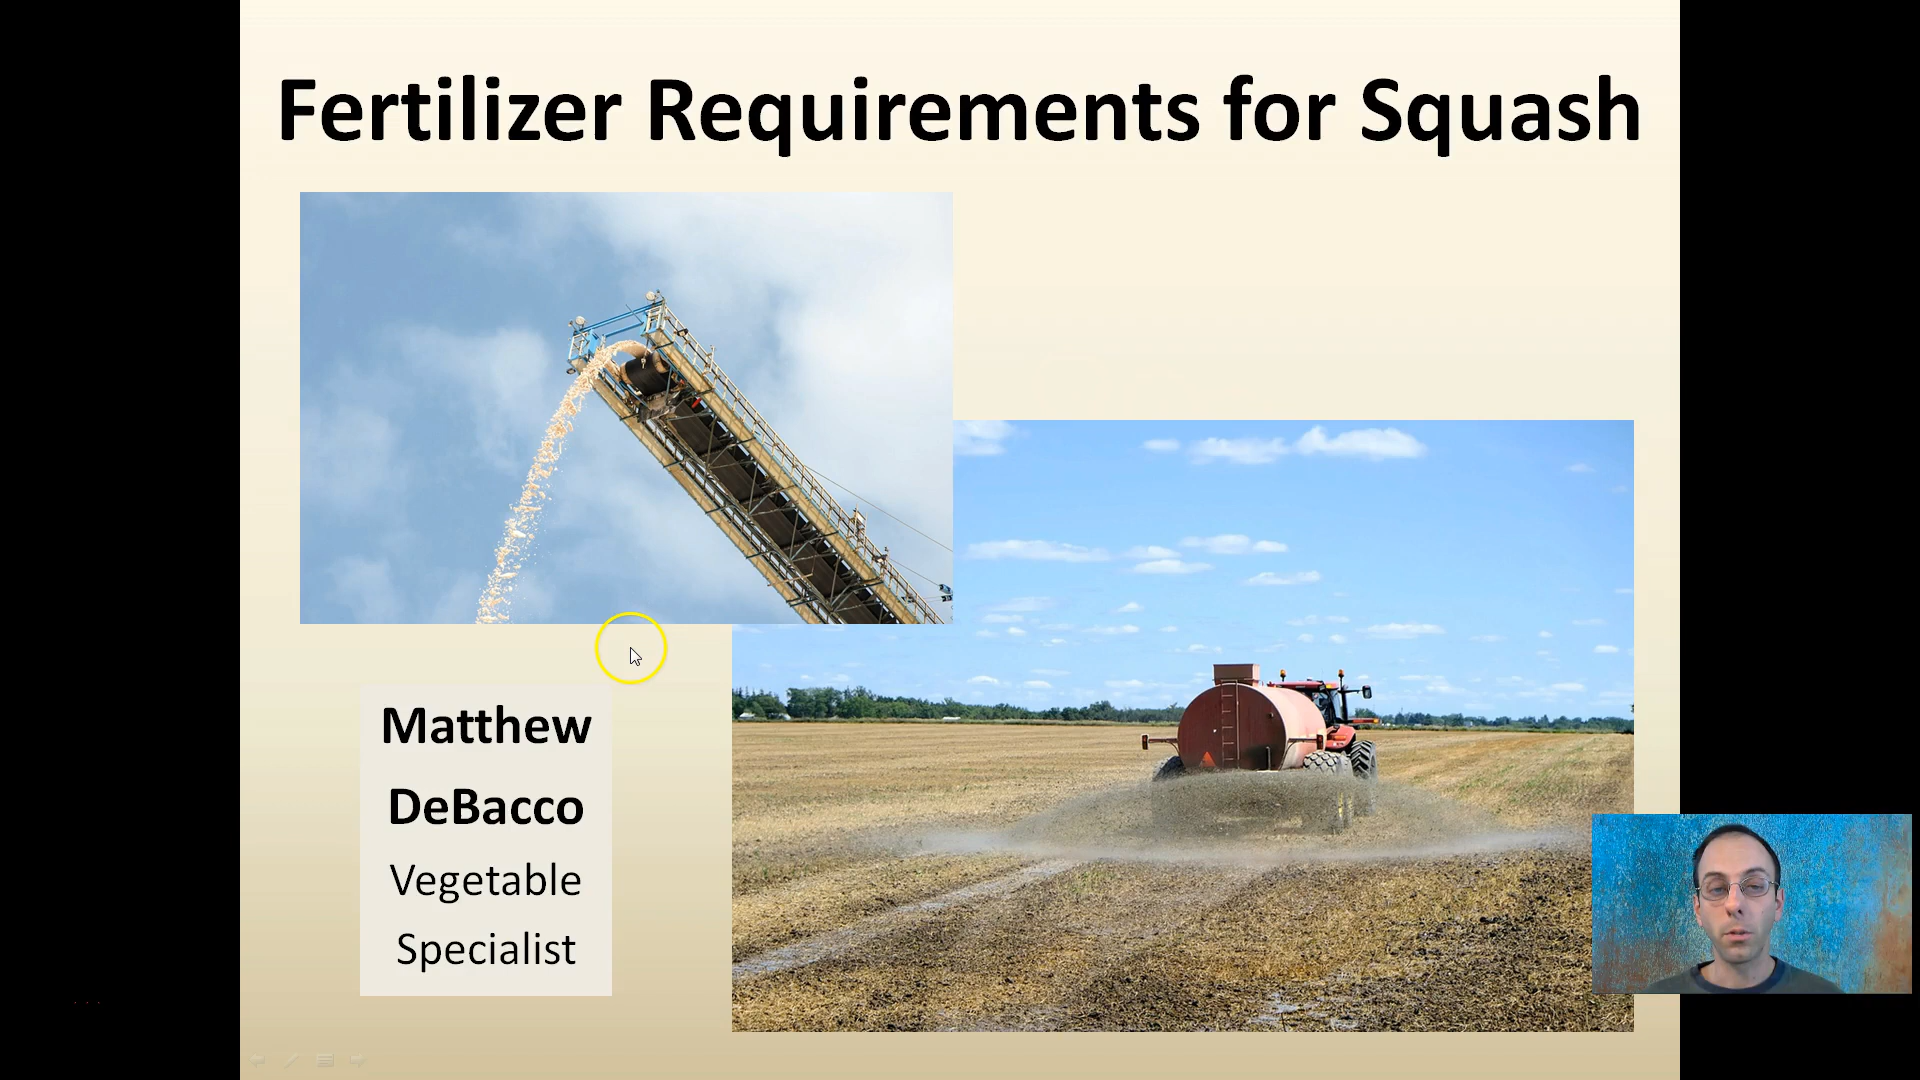 Fertilizer Requirements for Squash
Matthew
DeBacco
Vegetable
Specialist